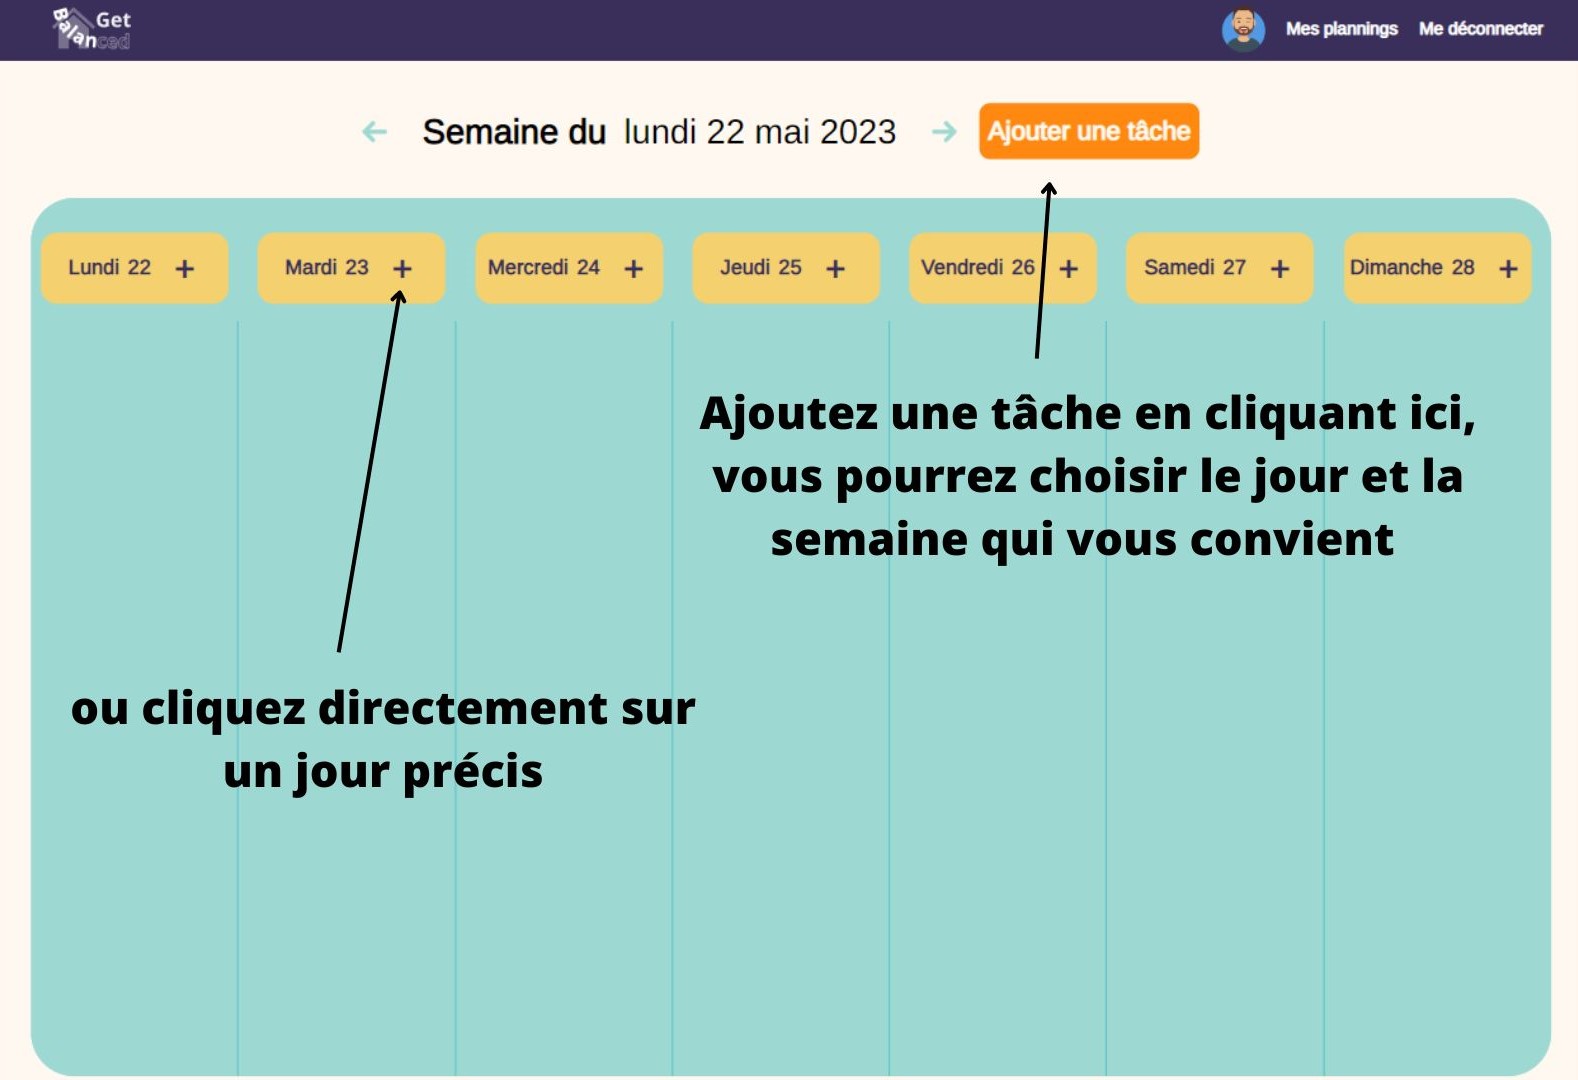 Get
Balanced
Mes plannings
Me déconnecter
← Semaine du lundi 22 mai 2023 →
Ajouter une tâche
Lundi 22 +
Mardi 23 +
Mercredi 24 +
Jeudi 25 +
Vendredi 26 +
Samedi 27 +
Dimanche 28 +
Ajoutez une tâche en cliquant ici,
vous pourrez choisir le jour et la
semaine qui vous convient
ou cliquez directement sur
un jour précis